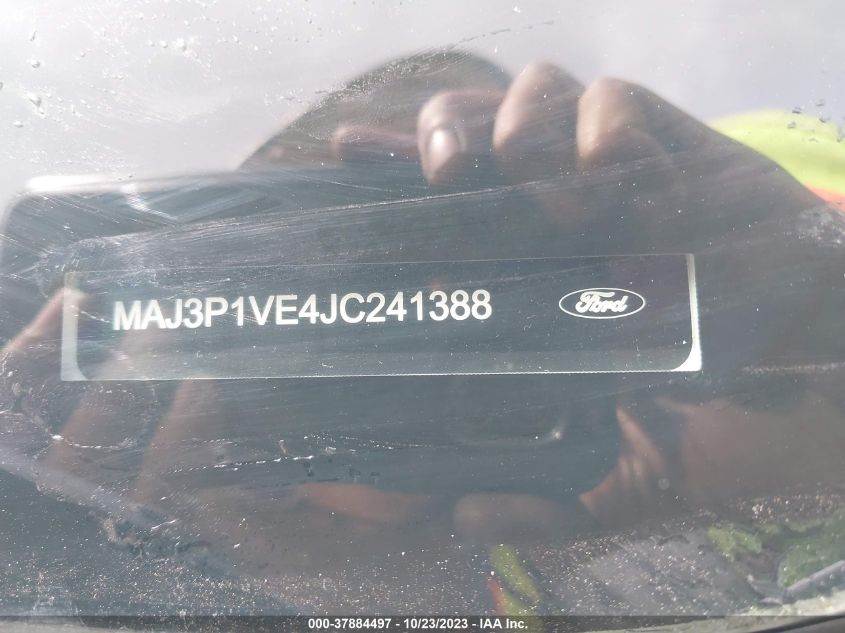 MAJ3P1VE4JC241388 Ford
000-37884497 - 10/23/2023 - IAA Inc.